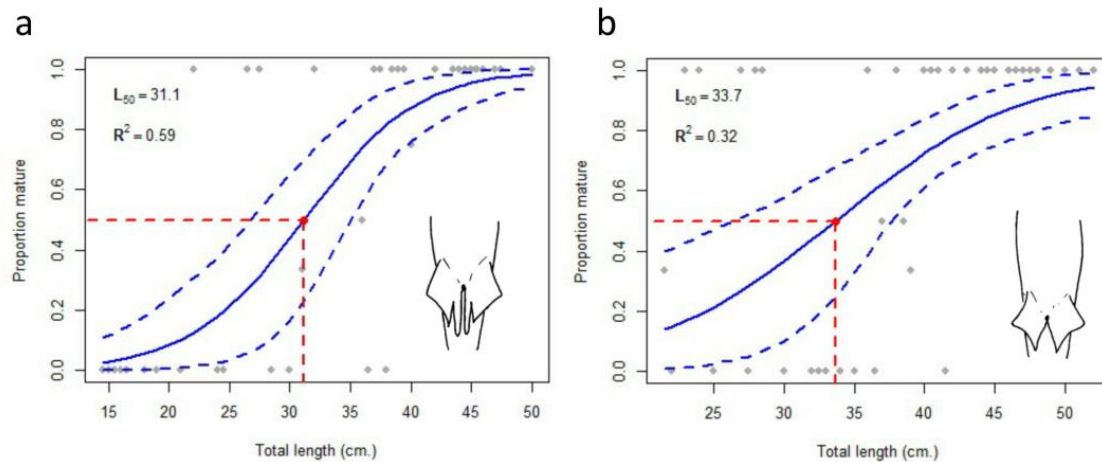 a
L50 = 31.1
R2 = 0.59
Proportion mature
0.0 0.2 0.4 0.6 0.8 1.0
15 20 25 30 35 40 45 50
Total length (cm.)
b
L50 = 33.7
R2 = 0.32
Proportion mature
0.0 0.2 0.4 0.6 0.8 1.0
25 30 35 40 45 50
Total length (cm.)